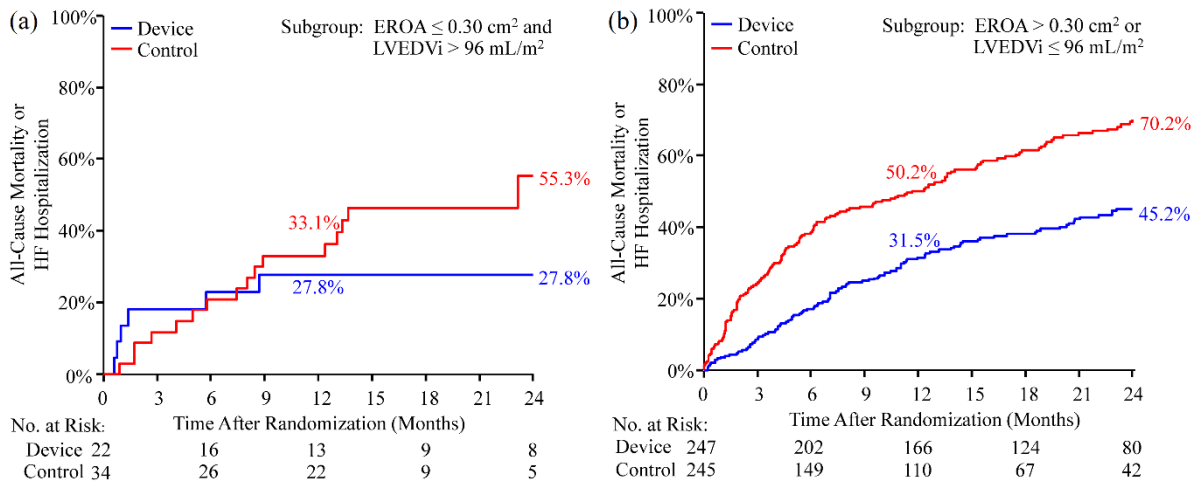 (a)
Device
Control
Subgroup: EROA ≤ 0.30 cm² and
LVEDVi > 96 mL/m²
All-Cause Mortality or
HF Hospitalization
100%
80%
60%
40%
20%
0%
55.3%
33.1%
27.8%
27.8%
0 3 6 9 12 15 18 21 24
Time After Randomization (Months)
No. at Risk:
Device 22 16 13 9 8
Control 34 26 22 9 5
(b)
Device
Control
Subgroup: EROA > 0.30 cm² or
LVEDVi ≤ 96 mL/m²
All-Cause Mortality or
HF Hospitalization
100%
80%
60%
40%
20%
0%
70.2%
50.2%
45.2%
31.5%
0 3 6 9 12 15 18 21 24
Time After Randomization (Months)
No. at Risk:
Device 247 202 166 124 80
Control 245 149 110 67 42